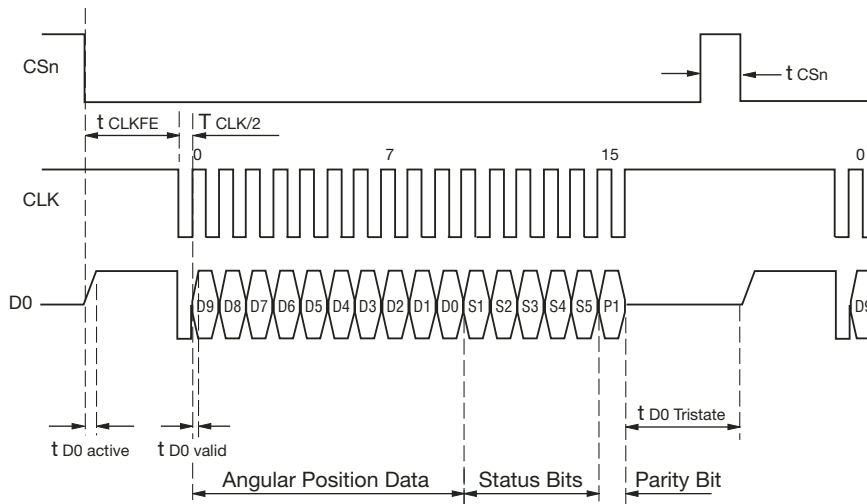 CSn
t CSn
t CLKFE
T CLK/2
0
7
15
0
CLK
D0
D9
D8
D7
D6
D5
D4
D3
D2
D1
D0
S1
S2
S3
S4
S5
P1
D9
t D0 active
t D0 valid
t D0 Tristate
Angular Position Data
Status Bits
Parity Bit